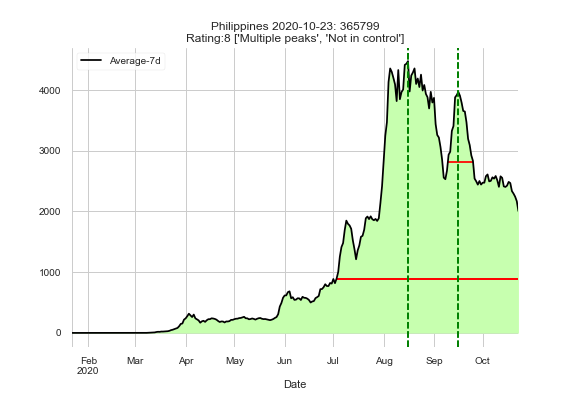 Philippines 2020-10-23: 365799
Rating:8 ['Multiple peaks', 'Not in control']
Average-7d
4000
3000
2000
1000
0
Feb Mar Apr May Jun Jul Aug Sep Oct
2020
Date